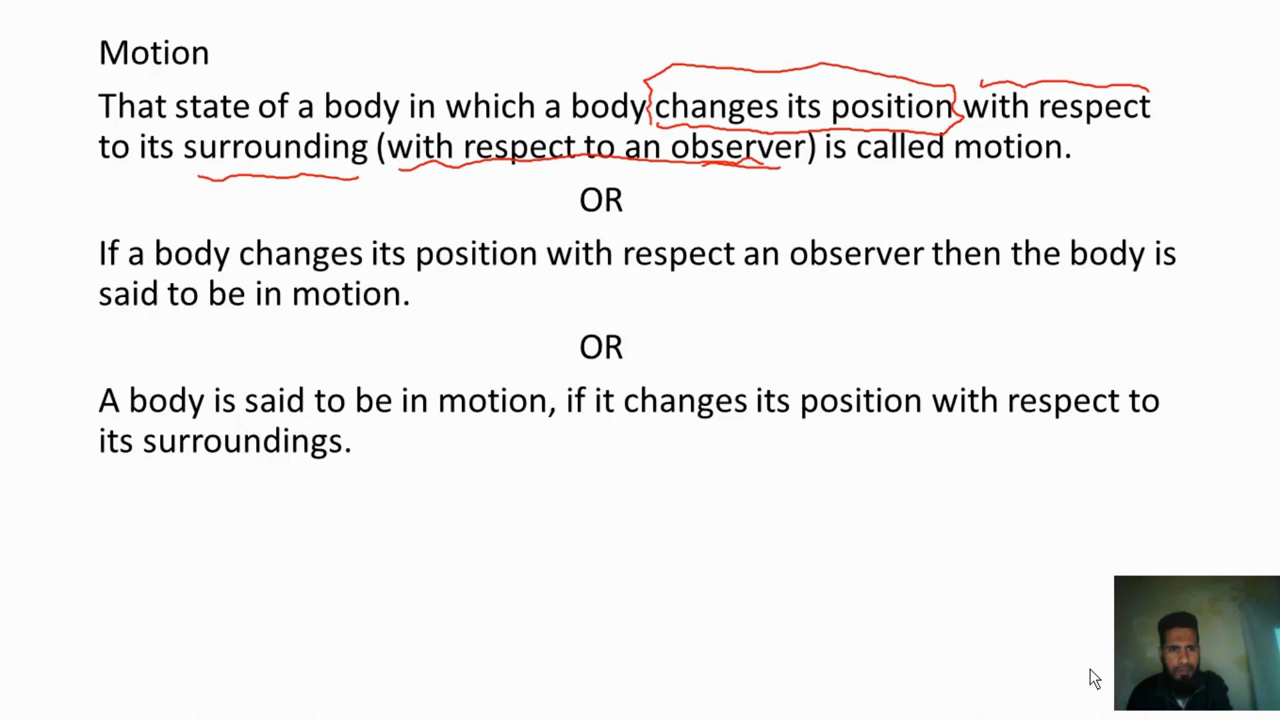 Motion
That state of a body in which a body changes its position with respect
to its surrounding (with respect to an observer) is called motion.
OR
If a body changes its position with respect an observer then the body is
said to be in motion.
OR
A body is said to be in motion, if it changes its position with respect to
its surroundings.